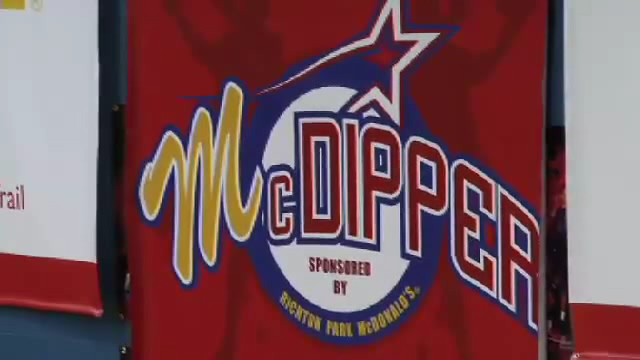 McDIPPER
SPONSORED
BY
RICHTON PARK McDONALD'S®
rail